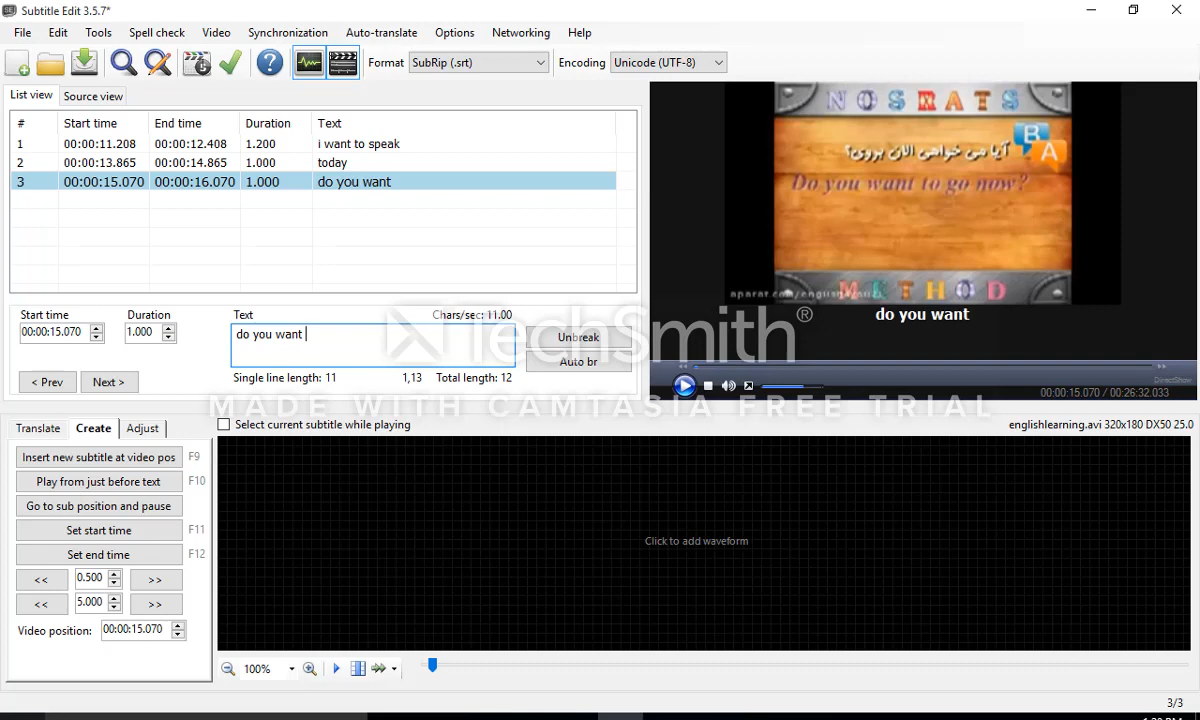 Subtitle Edit 3.5.7*
File Edit Tools Spell check Video Synchronization Auto-translate Options Networking Help
Format SubRip (.srt) Encoding Unicode (UTF-8)
List view Source view
# Start time End time Duration Text
1 00:00:11.208 00:00:12.408 1.200 i want to speak
2 00:00:13.865 00:00:14.865 1.000 today
3 00:00:15.070 00:00:16.070 1.000 do you want
NOSRATS
B A
آیا می خواهی الان بروی؟
Do you want to go now?
METHOD
do you want
DirectShow
00:00:15.070 / 00:26:32.033
Start time Duration Text Chars/sec: 11.00
00:00:15.070 1.000 do you want
Unbreak
Auto br
< Prev Next >
Single line length: 11 1,13 Total length: 12
TechSmith®
MADE WITH CAMTASIA FREE TRIAL
Translate Create Adjust
Select current subtitle while playing
englishlearning.avi 320x180 DX50 25.0
Insert new subtitle at video pos F9
Play from just before text F10
Go to sub position and pause
Set start time F11
Set end time F12
<< 0.500 >>
<< 5.000 >>
Video position: 00:00:15.070
Click to add waveform
100%
3/3